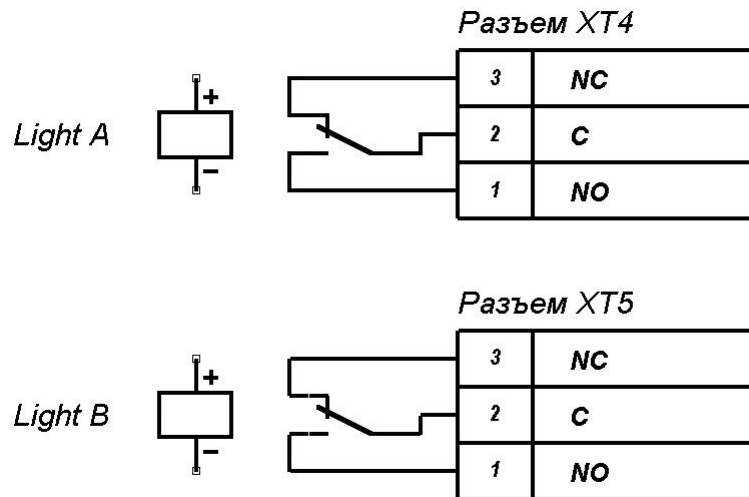 Разъем XT4
3 NC
Light A
+
2 C
–
1 NO
Разъем XT5
3 NC
+
Light B
2 C
–
1 NO